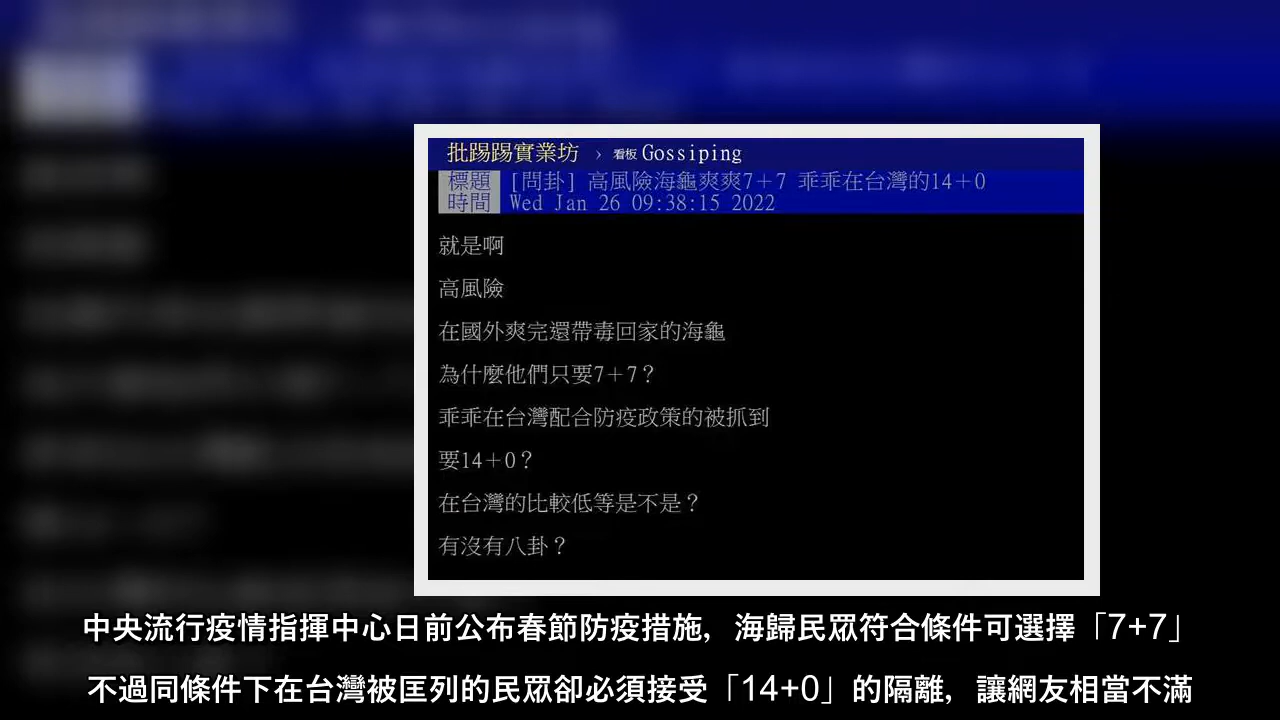 批踢踢實業坊 › 看板 Gossiping
標題 [問卦] 高風險海龜爽爽7+7 乖乖在台灣的14+0
時間 Wed Jan 26 09:38:15 2022
就是啊
高風險
在國外爽完還帶毒回家的海龜
為什麼他們只要7+7？
乖乖在台灣配合防疫政策的被抓到
要14+0？
在台灣的比較低等是不是？
有沒有八卦？
中央流行疫情指揮中心日前公布春節防疫措施，海歸民眾符合條件可選擇「7+7」
不過同條件下在台灣被匡列的民眾卻必須接受「14+0」的隔離，讓網友相當不滿